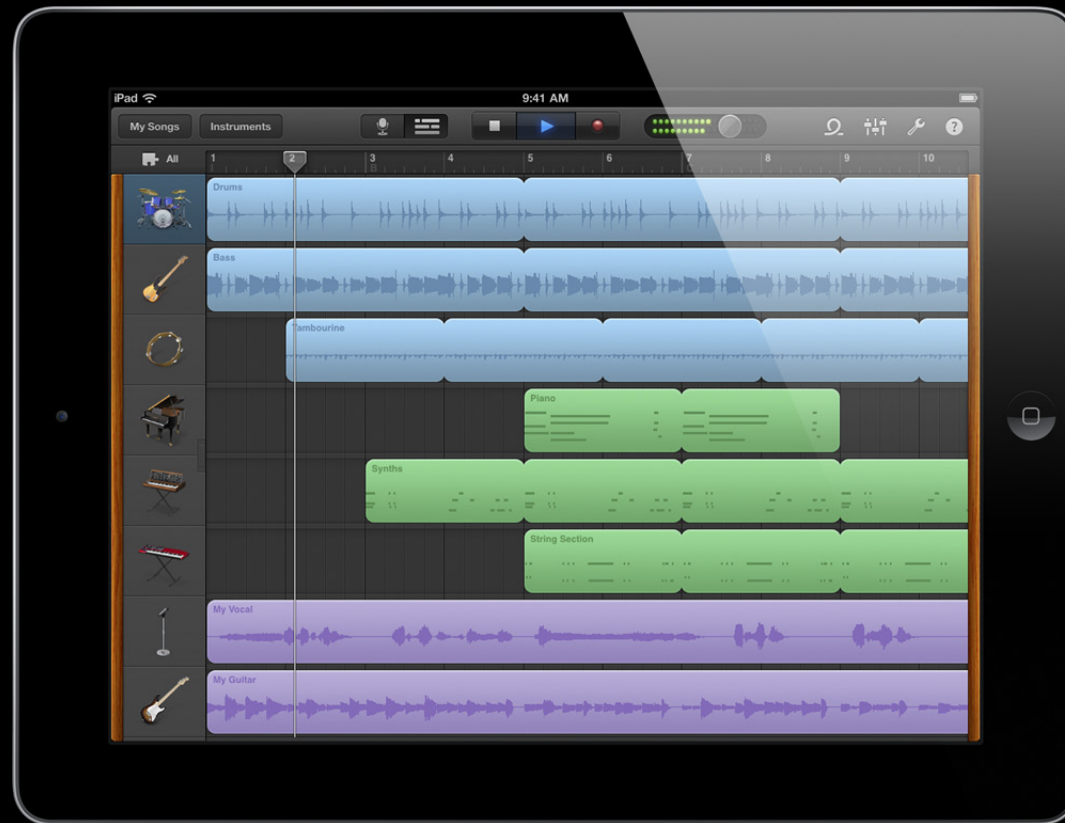 iPad 9:41 AM
My Songs Instruments ?
All 1 2 3 4 5 6 7 8 9 10
B
Drums
Bass
Tambourine
Piano
Synths
String Section
My Vocal
My Guitar